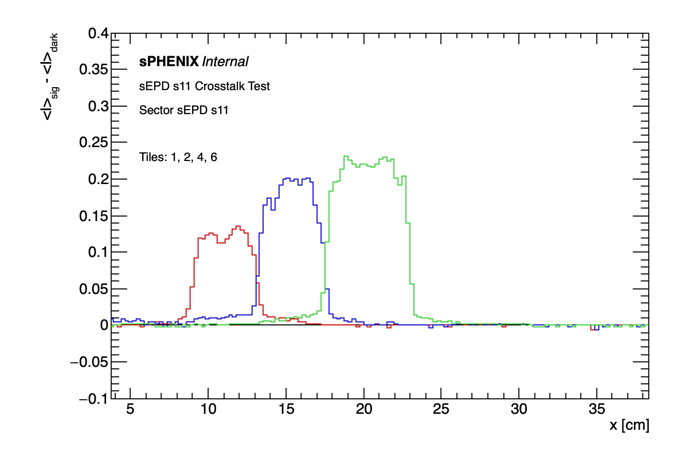 <I>sig - <I>dark
0.4
0.35
0.3
0.25
0.2
0.15
0.1
0.05
0
−0.05
−0.1
sPHENIX Internal
sEPD s11 Crosstalk Test
Sector sEPD s11
Tiles: 1, 2, 4, 6
5 10 15 20 25 30 35
x [cm]